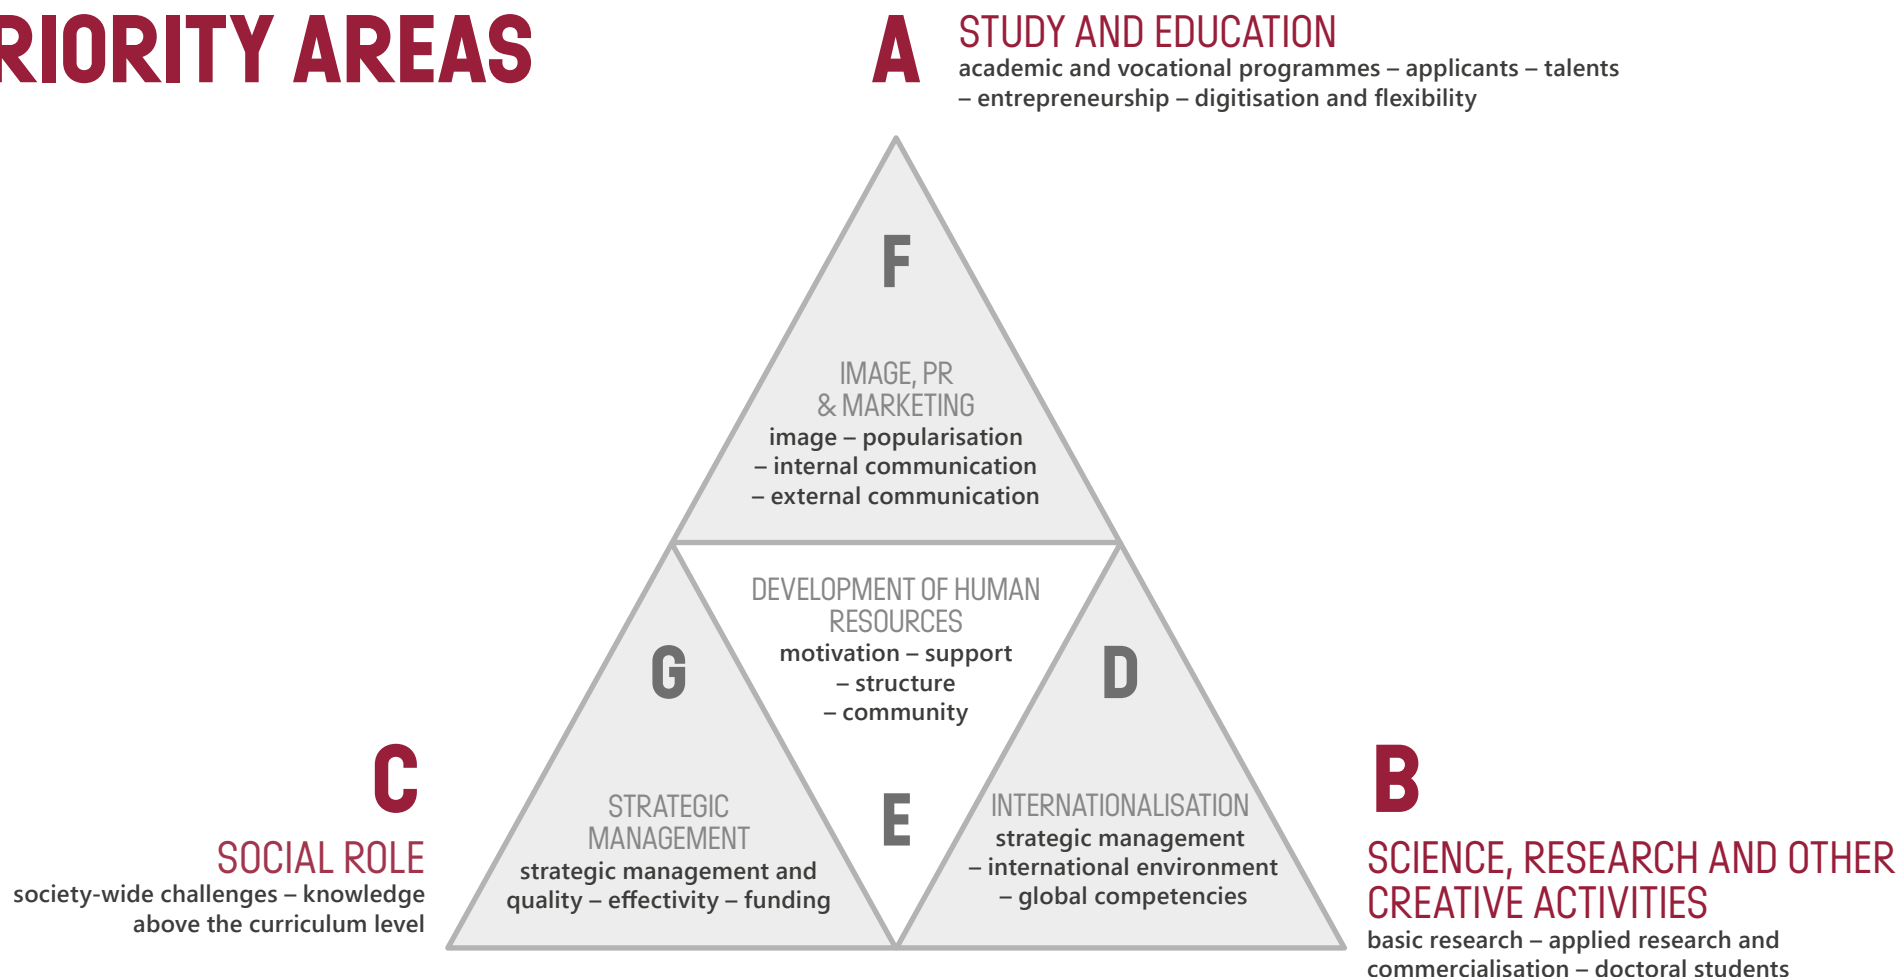 RIORITY AREAS
A
STUDY AND EDUCATION
academic and vocational programmes – applicants – talents
– entrepreneurship – digitisation and flexibility
F
IMAGE, PR
& MARKETING
image – popularisation
– internal communication
– external communication
DEVELOPMENT OF HUMAN
RESOURCES
motivation – support
– structure
– community
E
G
STRATEGIC
MANAGEMENT
strategic management and
quality – effectivity – funding
D
INTERNATIONALISATION
strategic management
– international environment
– global competencies
C
SOCIAL ROLE
society-wide challenges – knowledge
above the curriculum level
B
SCIENCE, RESEARCH AND OTHER
CREATIVE ACTIVITIES
basic research – applied research and
commercialisation – doctoral students